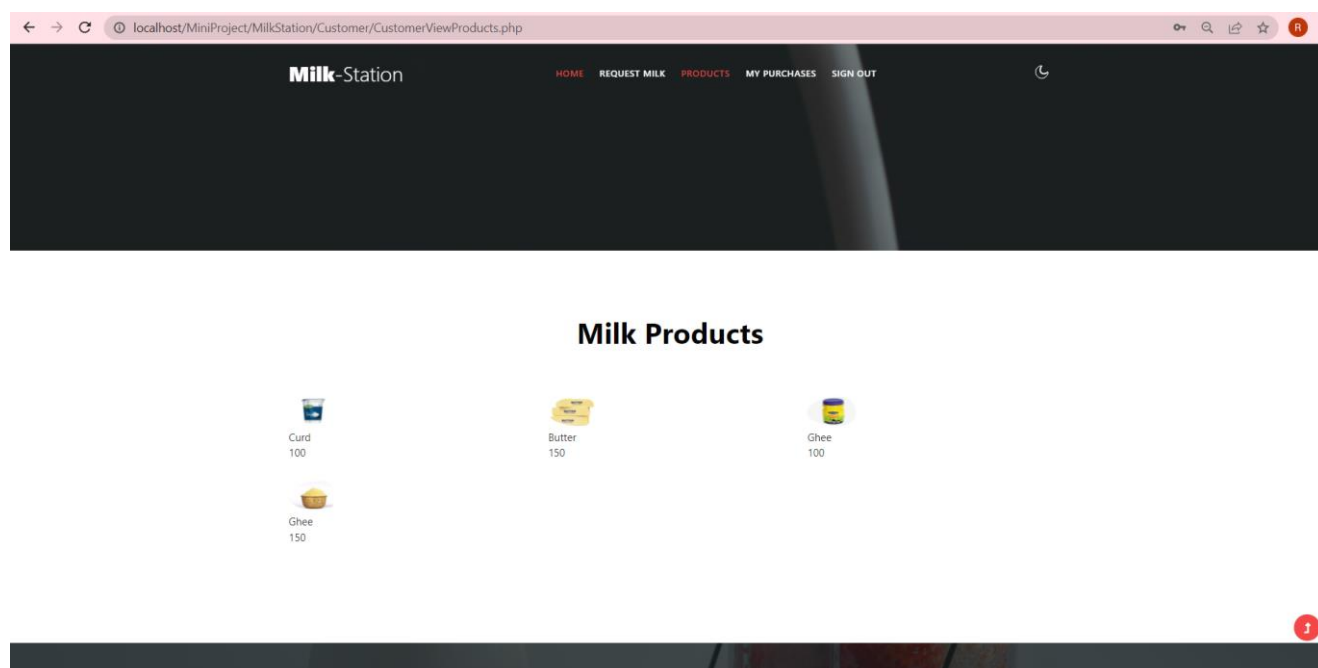 localhost/MiniProject/MilkStation/Customer/CustomerViewProducts.php
R
Milk-Station
HOME REQUEST MILK PRODUCTS MY PURCHASES SIGN OUT
Milk Products
Curd
100
Butter
150
Ghee
100
Ghee
150